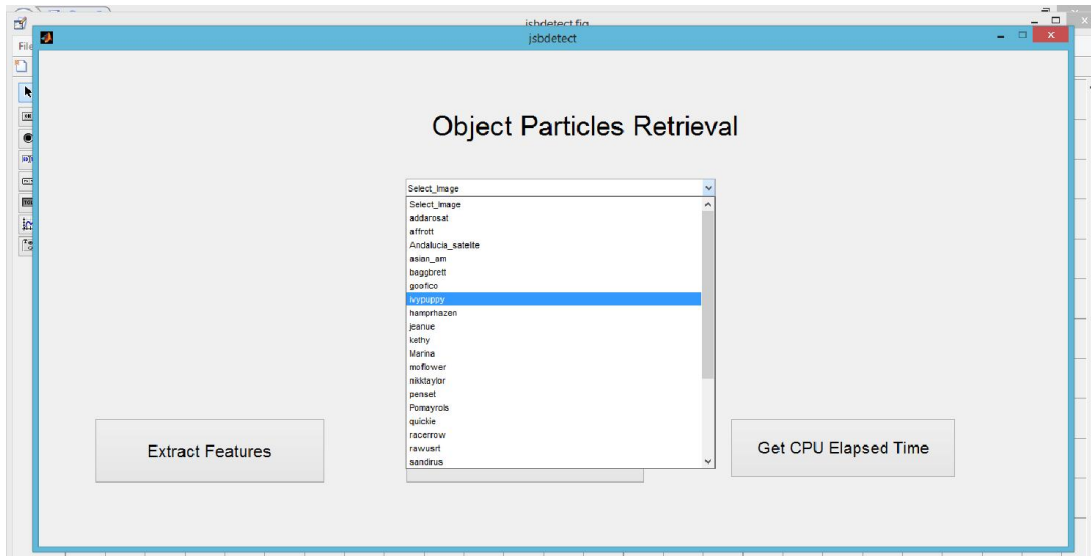 jsbdetect.fig
jsbdetect
File
Object Particles Retrieval
Select_Image
Select_Image
addarosat
affrott
Andalucia_satelite
asian_am
baggbrett
goofico
ivypuppy
hamprhazen
jeanue
kethy
Marina
moflower
nikktaylor
penset
Pomayrols
quickie
racerrow
rawusrt
sandirus
Extract Features
Get CPU Elapsed Time